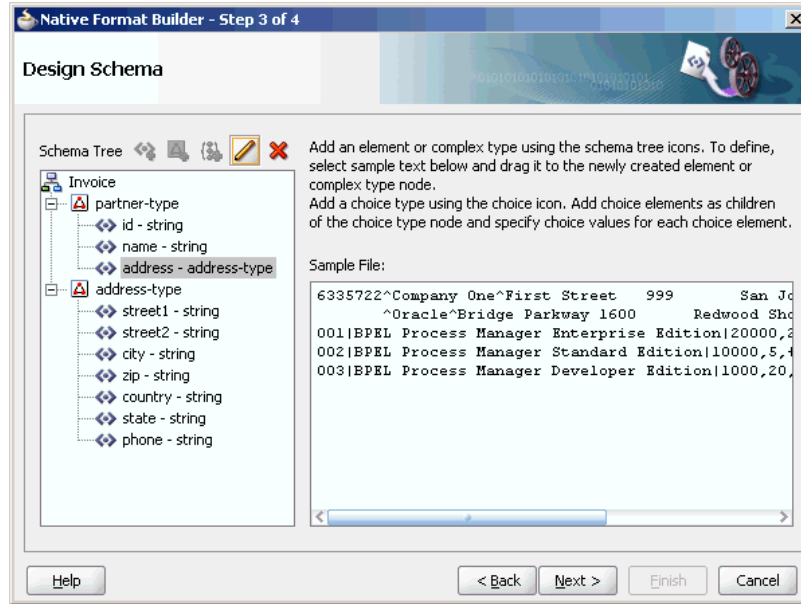 Native Format Builder - Step 3 of 4
Design Schema
Schema Tree
Invoice
partner-type
id - string
name - string
address - address-type
address-type
street1 - string
street2 - string
city - string
zip - string
country - string
state - string
phone - string
Add an element or complex type using the schema tree icons. To define,
select sample text below and drag it to the newly created element or
complex type node.
Add a choice type using the choice icon. Add choice elements as children
of the choice type node and specify choice values for each choice element.
Sample File:
6335722^Company One^First Street    999        San Jo
^Oracle^Bridge Parkway 1600       Redwood Sho
001|BPEL Process Manager Enterprise Edition|20000,2
002|BPEL Process Manager Standard Edition|10000,5,4
003|BPEL Process Manager Developer Edition|1000,20,
Help
< Back
Next >
Finish
Cancel